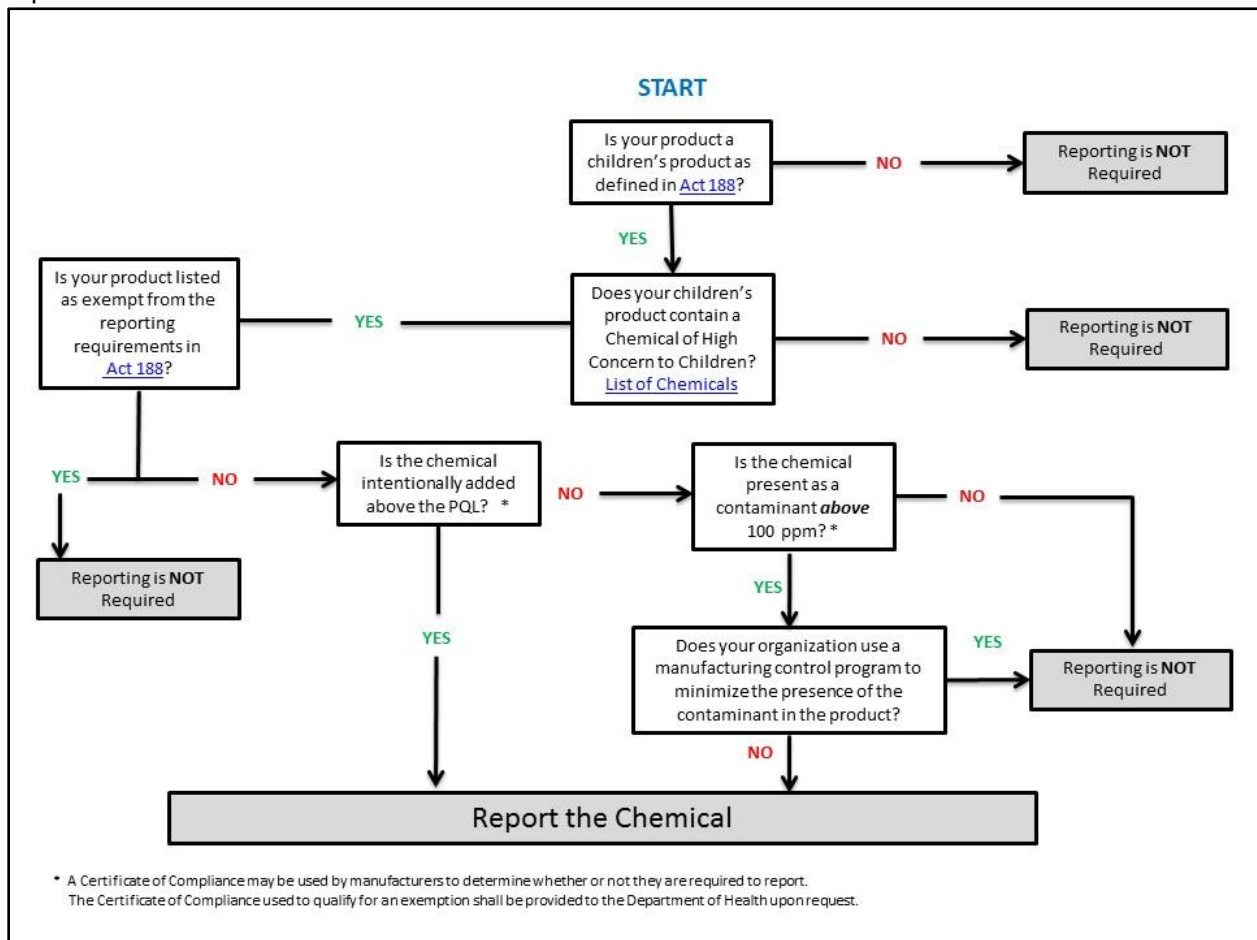 START
Is your product a
children's product as
defined in Act 188?
NO
Reporting is NOT
Required
YES
Is your product listed
as exempt from the
reporting
requirements in
Act 188?
YES
Does your children's
product contain a
Chemical of High
Concern to Children?
List of Chemicals
NO
Reporting is NOT
Required
YES
NO
Is the chemical
intentionally added
above the PQL? *
NO
Is the chemical
present as a
contaminant above
100 ppm? *
NO
Reporting is NOT
Required
YES
YES
Does your organization use a
manufacturing control program to
minimize the presence of the
contaminant in the product?
YES
Reporting is NOT
Required
NO
Report the Chemical
* A Certificate of Compliance may be used by manufacturers to determine whether or not they are required to report.
The Certificate of Compliance used to qualify for an exemption shall be provided to the Department of Health upon request.